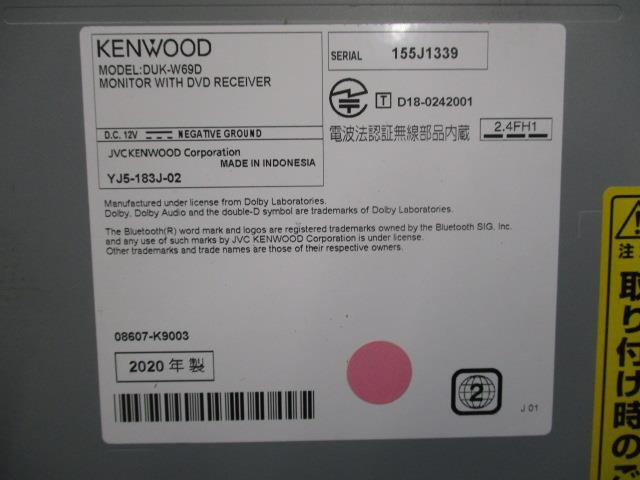 KENWOOD
MODEL:DUK-W69D
MONITOR WITH DVD RECEIVER
D.C. 12V NEGATIVE GROUND
JVCKENWOOD Corporation
MADE IN INDONESIA
YJ5-183J-02
SERIAL 155J1339
T D18-0242001
電波法認証無線部品内蔵 2.4FH1
Manufactured under license from Dolby Laboratories.
Dolby, Dolby Audio and the double-D symbol are trademarks of Dolby Laboratories.
The Bluetooth(R) word mark and logos are registered trademarks owned by the Bluetooth SIG, Inc.
and any use of such marks by JVC KENWOOD Corporation is under license.
Other trademarks and trade names are those of their respective owners.
08607-K9003
2020年製
2
J 01
注
取り付け時の